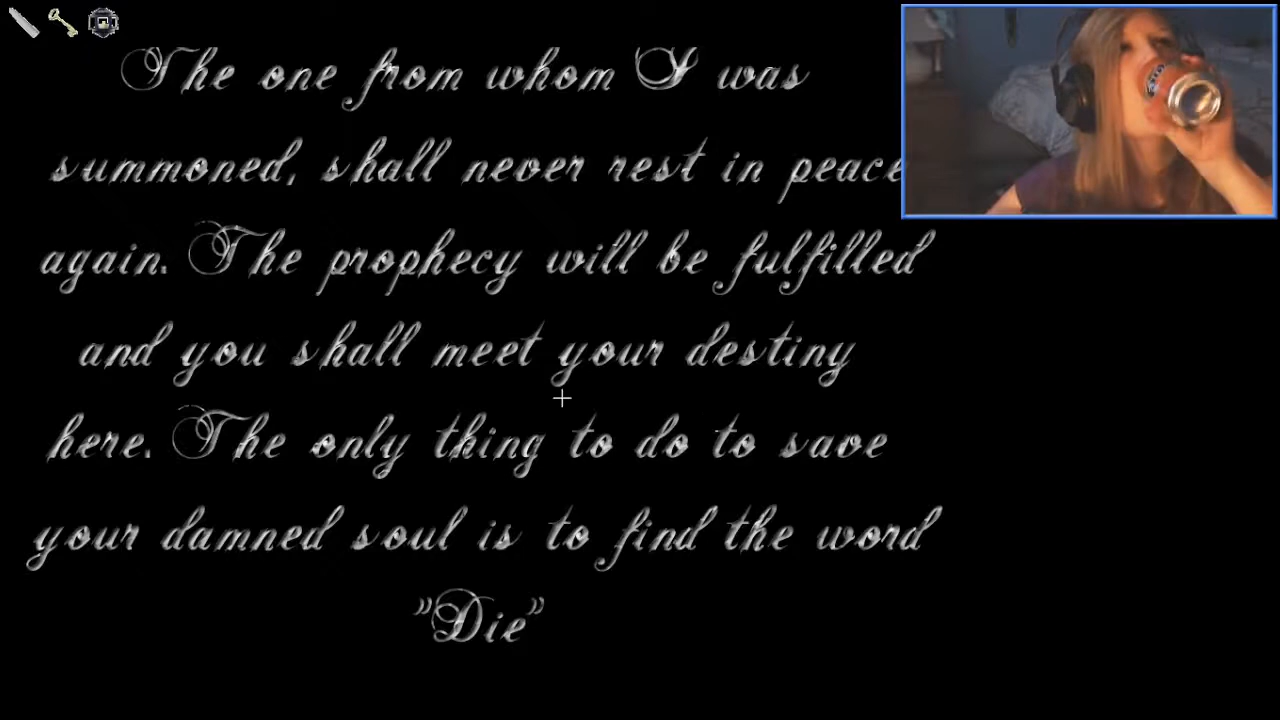 The one from whom I was
summoned, shall never rest in peace
again. The prophecy will be fulfilled
and you shall meet your destiny
here. The only thing to do to save
your damned soul is to find the word
"Die"